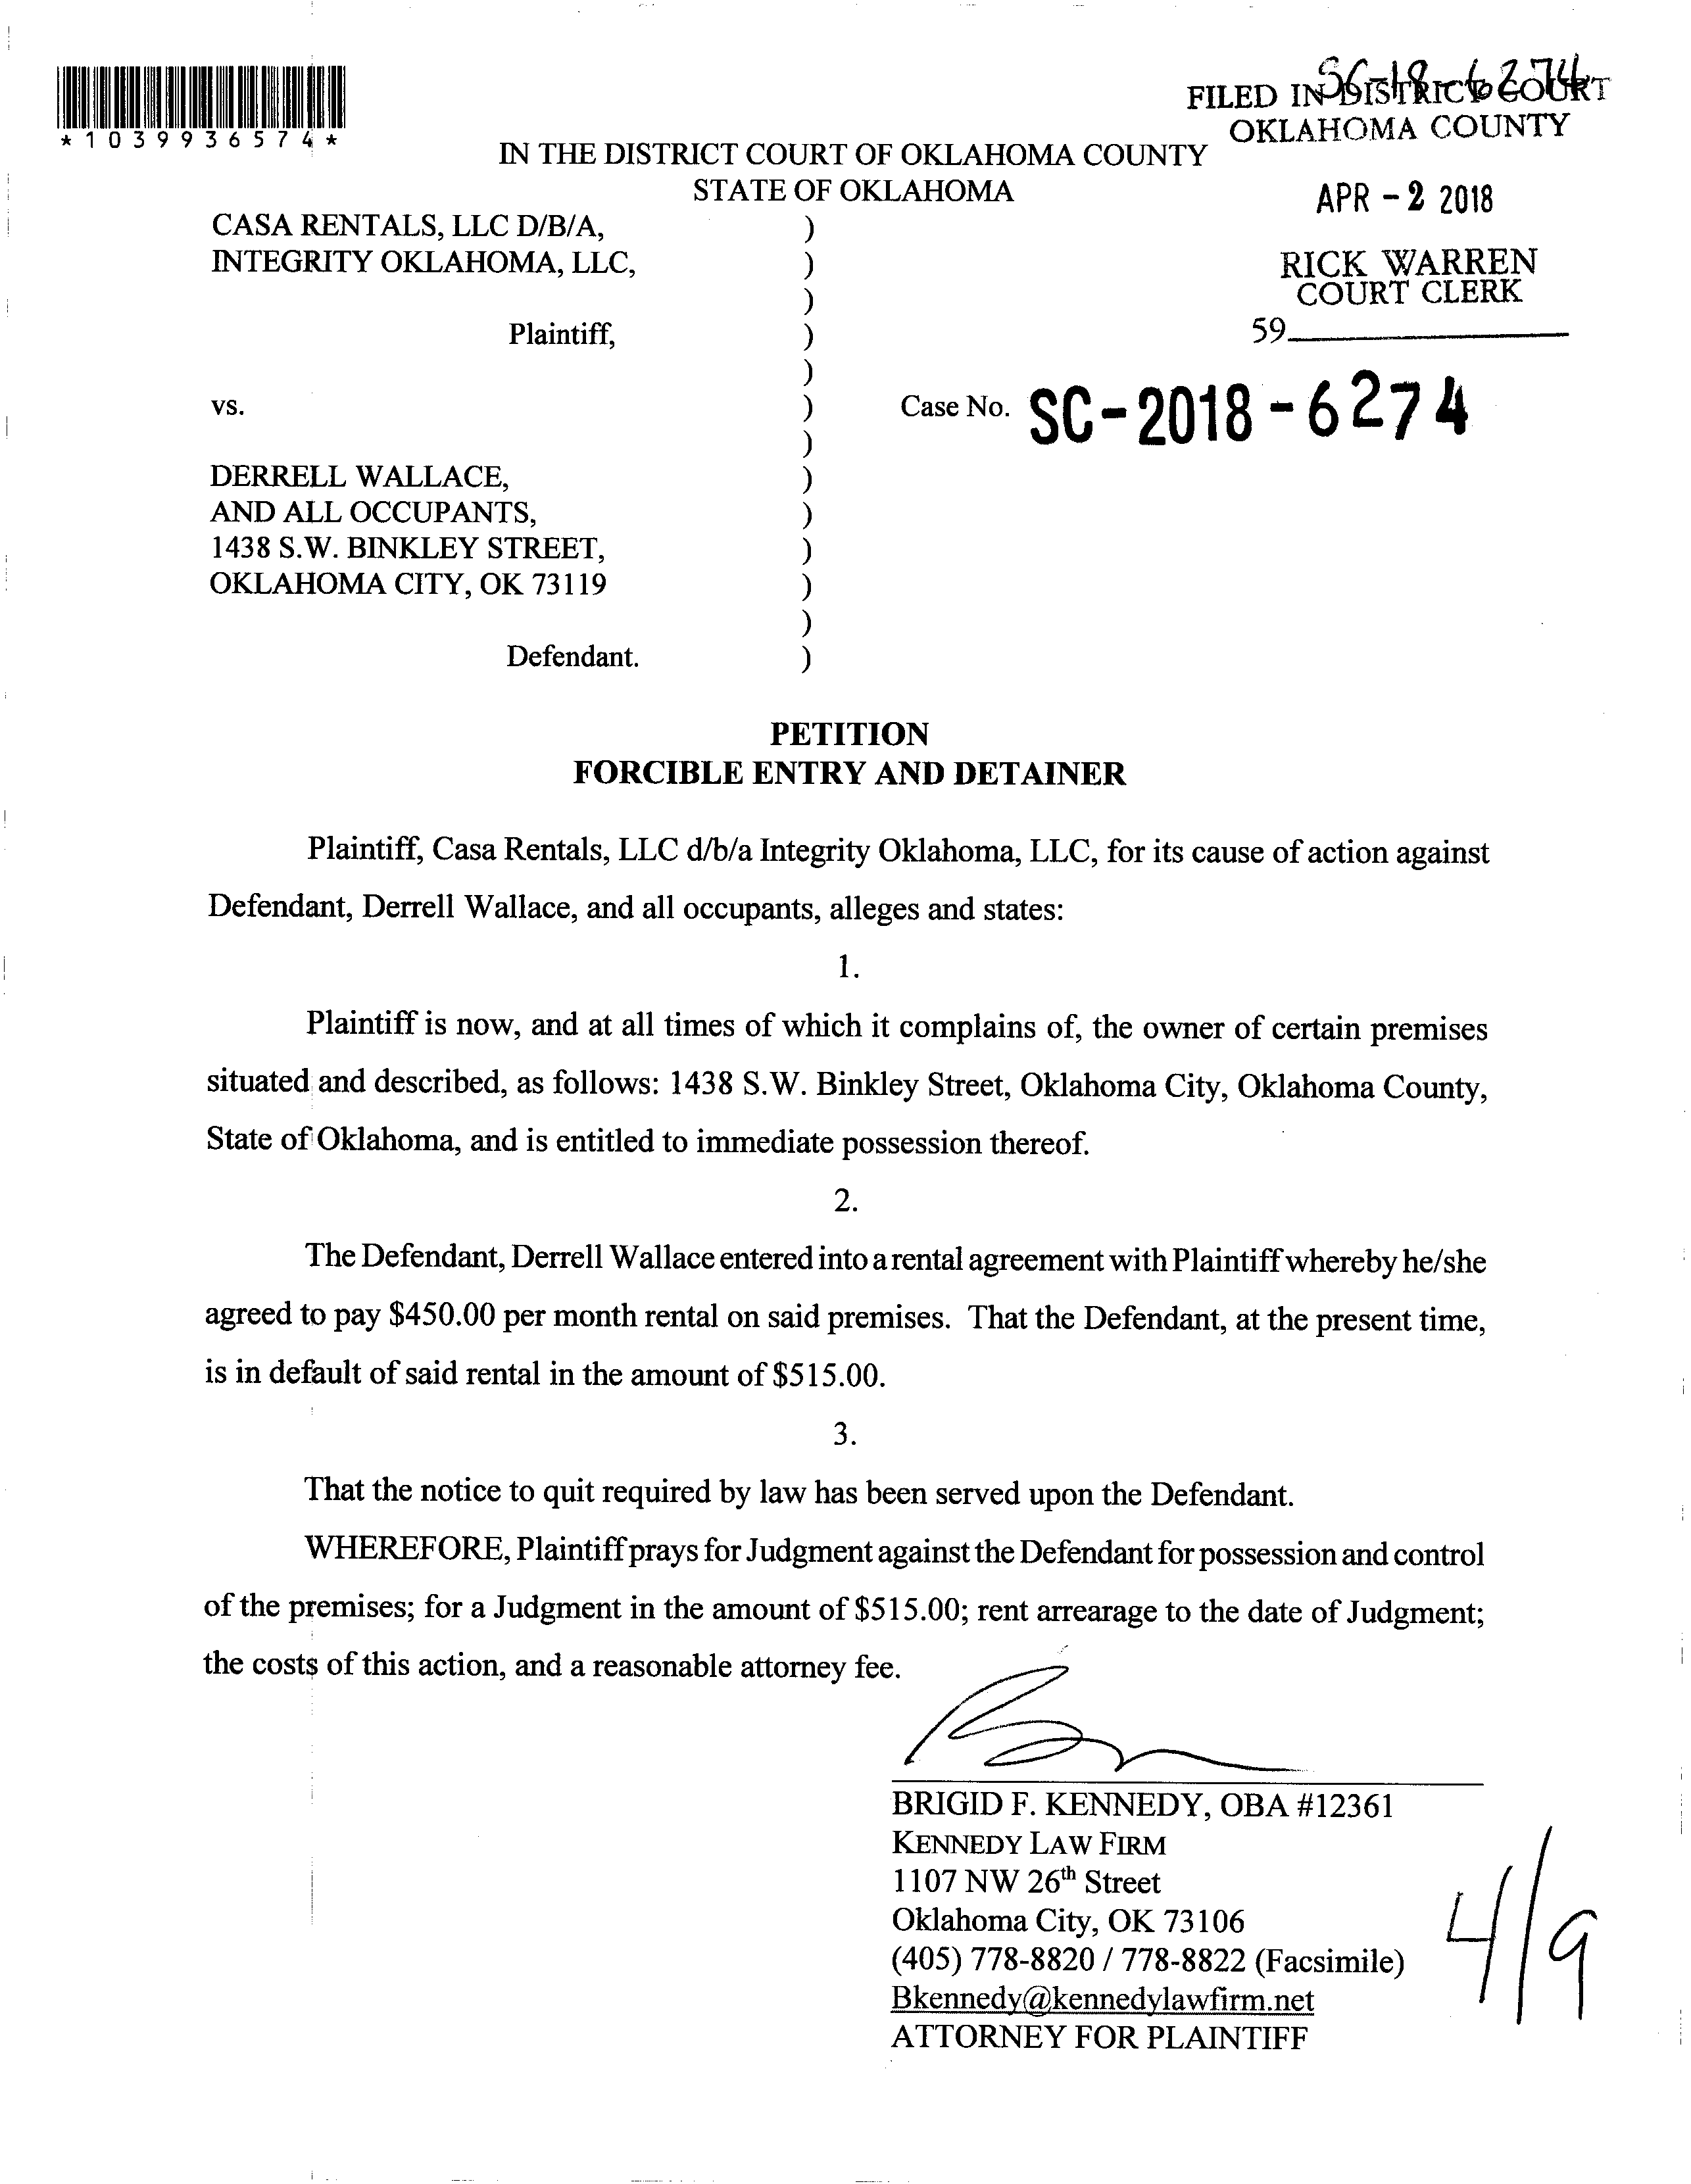 *1039936574*
SC-18-6274
FILED IN DISTRICT COURT
OKLAHOMA COUNTY
IN THE DISTRICT COURT OF OKLAHOMA COUNTY
STATE OF OKLAHOMA
APR - 2 2018
RICK WARREN
COURT CLERK
59
CASA RENTALS, LLC D/B/A, )
INTEGRITY OKLAHOMA, LLC, )
)
Plaintiff, )
)
vs. ) Case No. SC-2018-6274
)
DERRELL WALLACE, )
AND ALL OCCUPANTS, )
1438 S.W. BINKLEY STREET, )
OKLAHOMA CITY, OK 73119 )
)
Defendant. )
PETITION
FORCIBLE ENTRY AND DETAINER
Plaintiff, Casa Rentals, LLC d/b/a Integrity Oklahoma, LLC, for its cause of action against
Defendant, Derrell Wallace, and all occupants, alleges and states:
1.
Plaintiff is now, and at all times of which it complains of, the owner of certain premises
situated and described, as follows: 1438 S.W. Binkley Street, Oklahoma City, Oklahoma County,
State of Oklahoma, and is entitled to immediate possession thereof.
2.
The Defendant, Derrell Wallace entered into a rental agreement with Plaintiff whereby he/she
agreed to pay $450.00 per month rental on said premises. That the Defendant, at the present time,
is in default of said rental in the amount of $515.00.
3.
That the notice to quit required by law has been served upon the Defendant.
WHEREFORE, Plaintiff prays for Judgment against the Defendant for possession and control
of the premises; for a Judgment in the amount of $515.00; rent arrearage to the date of Judgment;
the costs of this action, and a reasonable attorney fee.
BRIGID F. KENNEDY, OBA #12361
KENNEDY LAW FIRM
1107 NW 26th Street
Oklahoma City, OK 73106
(405) 778-8820 / 778-8822 (Facsimile)
Bkennedy@kennedylawfirm.net
ATTORNEY FOR PLAINTIFF
4/9